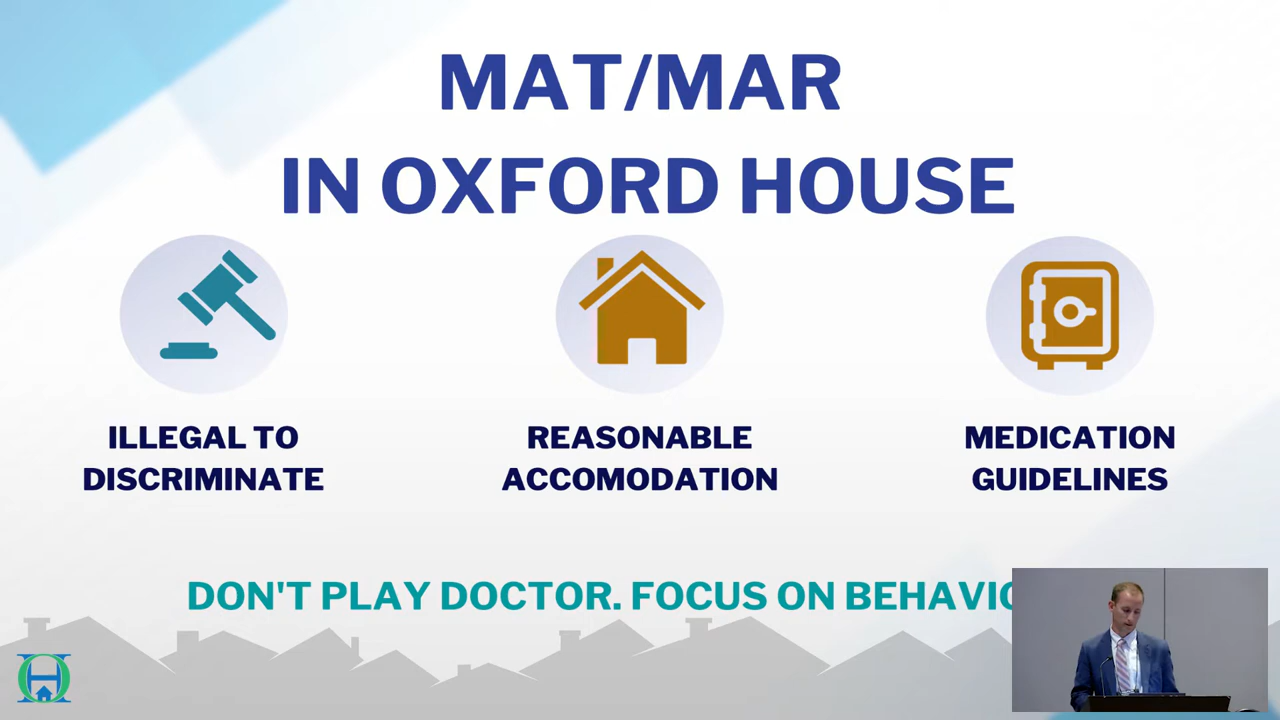 MAT/MAR
IN OXFORD HOUSE
ILLEGAL TO
DISCRIMINATE
REASONABLE
ACCOMODATION
MEDICATION
GUIDELINES
DON'T PLAY DOCTOR. FOCUS ON